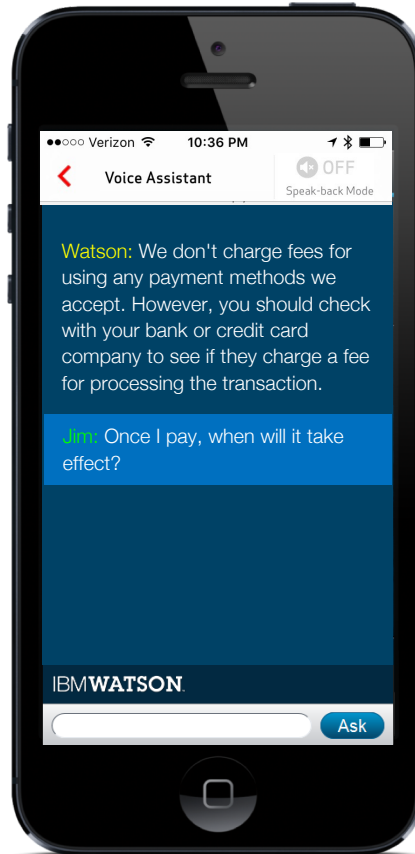 Verizon 10:36 PM
Voice Assistant
OFF
Speak-back Mode
Watson: We don't charge fees for
using any payment methods we
accept. However, you should check
with your bank or credit card
company to see if they charge a fee
for processing the transaction.
Jim: Once I pay, when will it take
effect?
IBMWATSON.
Ask